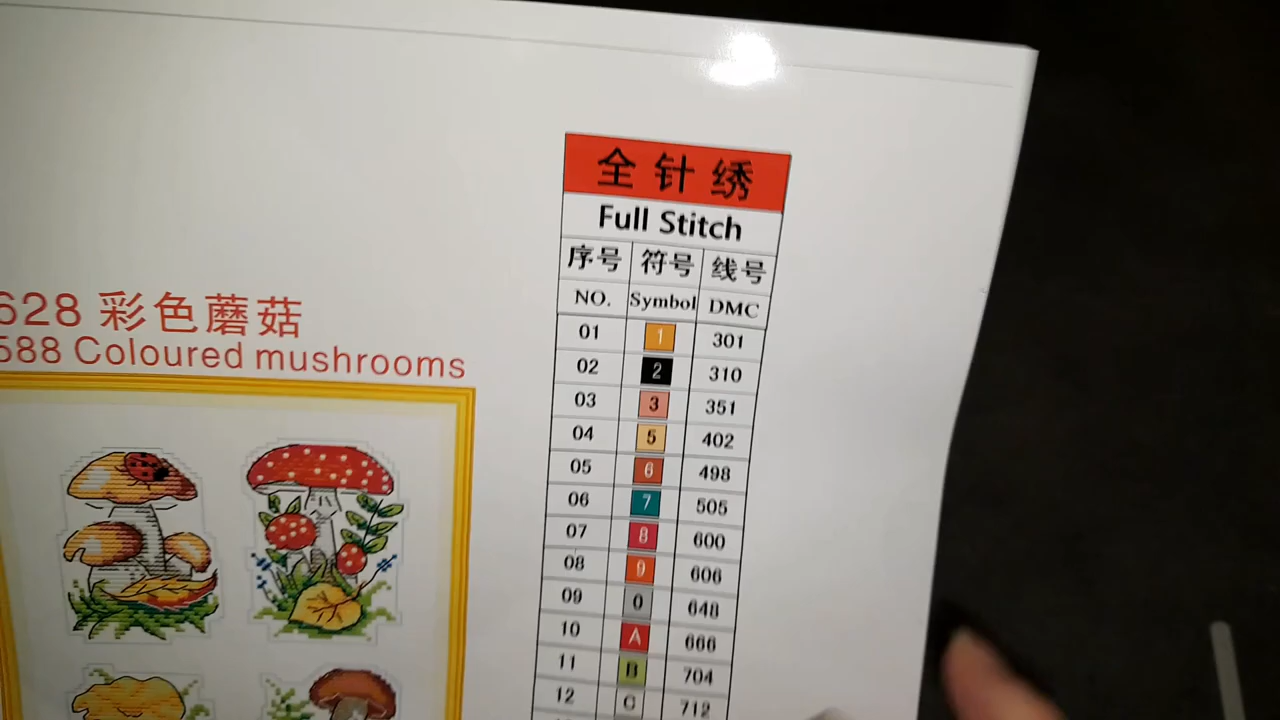 628 彩色蘑菇
588 Coloured mushrooms
全针绣
Full Stitch
序号 符号 线号
NO. Symbol DMC
01 1 301
02 2 310
03 3 351
04 5 402
05 6 498
06 7 505
07 8 600
08 9 606
09 0 648
10 A 666
11 B 704
12 C 712